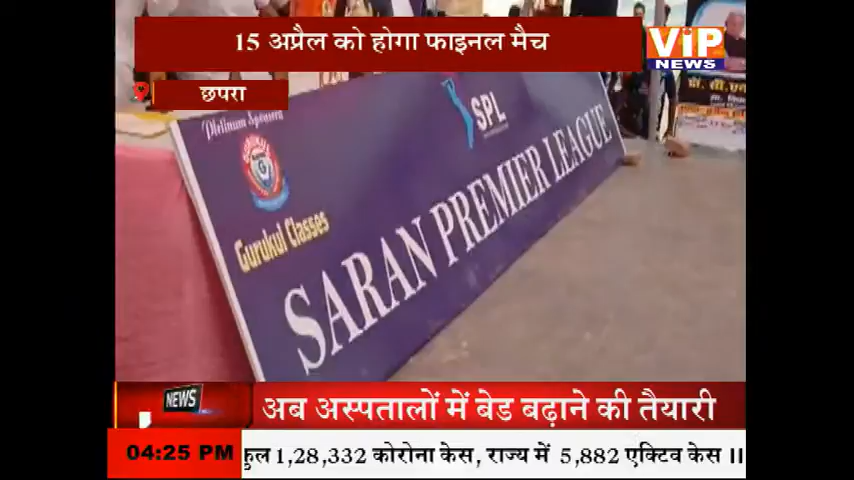 15 अप्रैल को होगा फाइनल मैच
ViP
NEWS
छपरा
Platinum Sponsors
SPL
Gurukul Classes
SARAN PREMIER LEAGUE
NEWS
अब अस्पतालों में बेड बढ़ाने की तैयारी
04:25 PM
कुल 1,28,332 कोरोना केस, राज्य में 5,882 एक्टिव केस ।।